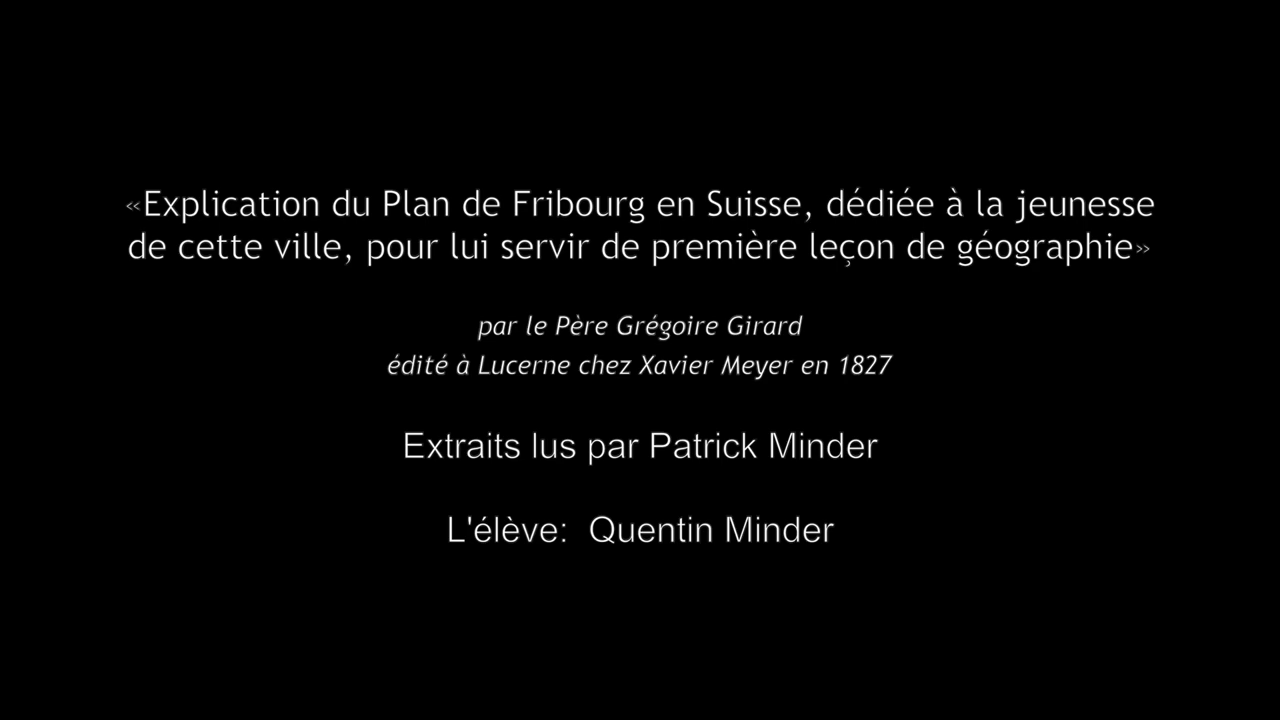 «Explication du Plan de Fribourg en Suisse, dédiée à la jeunesse
de cette ville, pour lui servir de première leçon de géographie»
par le Père Grégoire Girard
édité à Lucerne chez Xavier Meyer en 1827
Extraits lus par Patrick Minder
L'élève: Quentin Minder